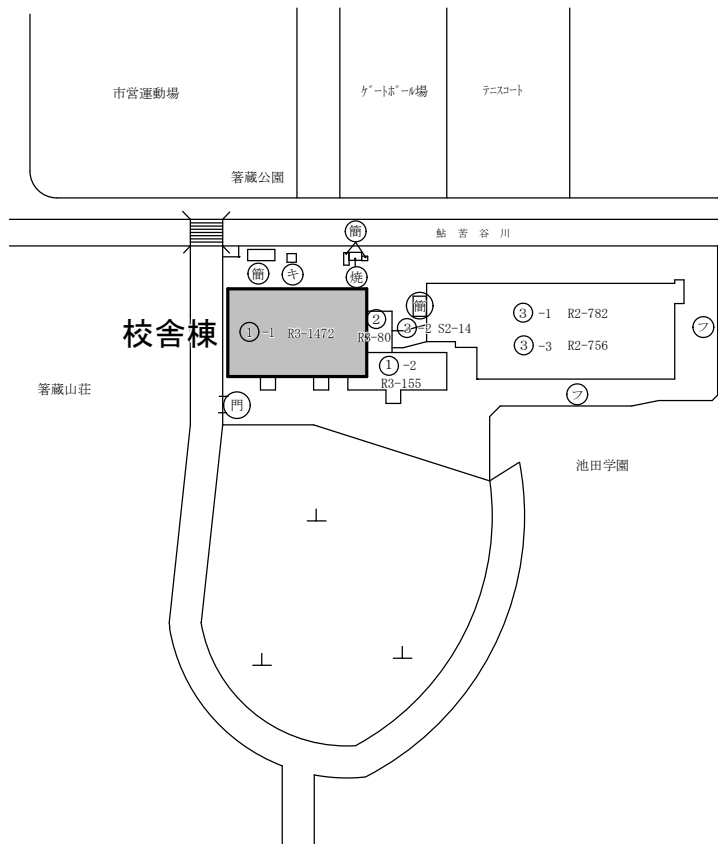 市営運動場
ｹﾞｰﾄﾎﾞｰﾙ場
ﾃﾆｽｺｰﾄ
箸蔵公園
鮎苦谷川
簡
簡
キ
焼
校舎棟
①-1 R3-1472
②
R3-80
簡
③-2 S2-14
③-1 R2-782
③-3 R2-756
フ
①-2
R3-155
箸蔵山荘
門
フ
池田学園